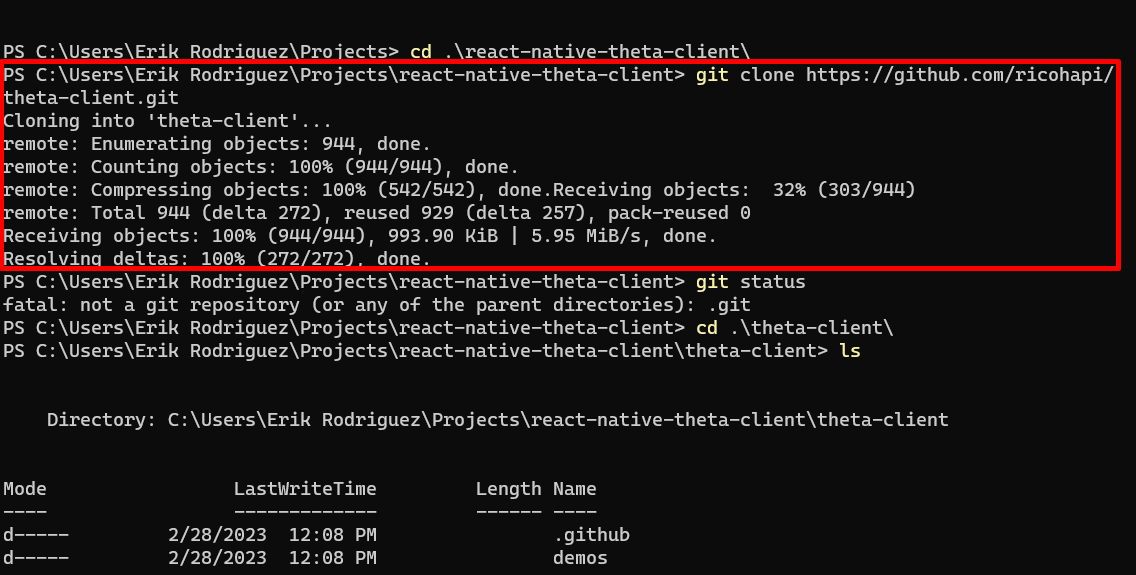 PS C:\Users\Erik Rodriguez\Projects> cd .\react-native-theta-client\
PS C:\Users\Erik Rodriguez\Projects\react-native-theta-client> git clone https://github.com/ricohapi/
theta-client.git
Cloning into 'theta-client'...
remote: Enumerating objects: 944, done.
remote: Counting objects: 100% (944/944), done.
remote: Compressing objects: 100% (542/542), done.Receiving objects:  32% (303/944)
remote: Total 944 (delta 272), reused 929 (delta 257), pack-reused 0
Receiving objects: 100% (944/944), 993.90 KiB | 5.95 MiB/s, done.
Resolving deltas: 100% (272/272), done.
PS C:\Users\Erik Rodriguez\Projects\react-native-theta-client> git status
fatal: not a git repository (or any of the parent directories): .git
PS C:\Users\Erik Rodriguez\Projects\react-native-theta-client> cd .\theta-client\
PS C:\Users\Erik Rodriguez\Projects\react-native-theta-client\theta-client> ls
    Directory: C:\Users\Erik Rodriguez\Projects\react-native-theta-client\theta-client
Mode                 LastWriteTime         Length Name
----                 -------------         ------ ----
d-----         2/28/2023  12:08 PM                .github
d-----         2/28/2023  12:08 PM                demos